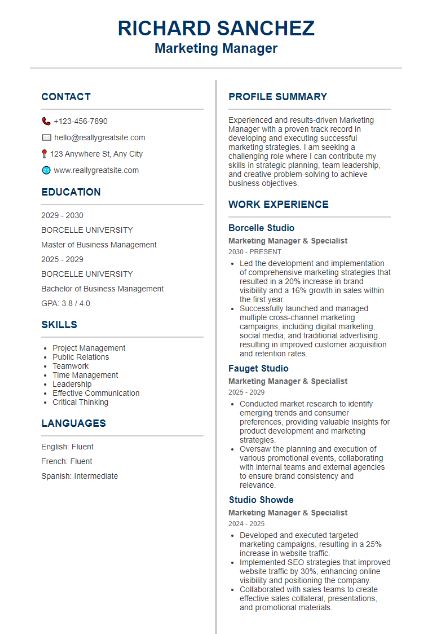 RICHARD SANCHEZ
Marketing Manager
CONTACT
+123-456-7890
hello@reallygreatsite.com
123 Anywhere St, Any City
www.reallygreatsite.com
EDUCATION
2029 - 2030
BORCELLE UNIVERSITY
Master of Business Management
2025 - 2029
BORCELLE UNIVERSITY
Bachelor of Business Management
GPA: 3.8 / 4.0
SKILLS
• Project Management
• Public Relations
• Teamwork
• Time Management
• Leadership
• Effective Communication
• Critical Thinking
LANGUAGES
English: Fluent
French: Fluent
Spanish: Intermediate
PROFILE SUMMARY
Experienced and results-driven Marketing
Manager with a proven track record in
developing and executing successful
marketing strategies. I am seeking a
challenging role where I can contribute my
skills in strategic planning, team leadership,
and creative problem-solving to achieve
business objectives.
WORK EXPERIENCE
Borcelle Studio
Marketing Manager & Specialist
2030 - PRESENT
• Led the development and implementation
of comprehensive marketing strategies that
resulted in a 20% increase in brand
visibility and a 16% growth in sales within
the first year.
• Successfully launched and managed
multiple cross-channel marketing
campaigns, including digital marketing,
social media, and traditional advertising,
resulting in improved customer acquisition
and retention rates.
Fauget Studio
Marketing Manager & Specialist
2025 - 2029
• Conducted market research to identify
emerging trends and consumer
preferences, providing valuable insights for
product development and marketing
strategies.
• Oversaw the planning and execution of
various promotional events, collaborating
with internal teams and external agencies
to ensure brand consistency and
relevance.
Studio Showde
Marketing Manager & Specialist
2024 - 2025
• Developed and executed targeted
marketing campaigns, resulting in a 25%
increase in website traffic.
• Implemented SEO strategies that improved
website traffic by 30%, enhancing online
visibility and positioning the company.
• Collaborated with sales teams to create
effective sales collateral, presentations,
and promotional materials.